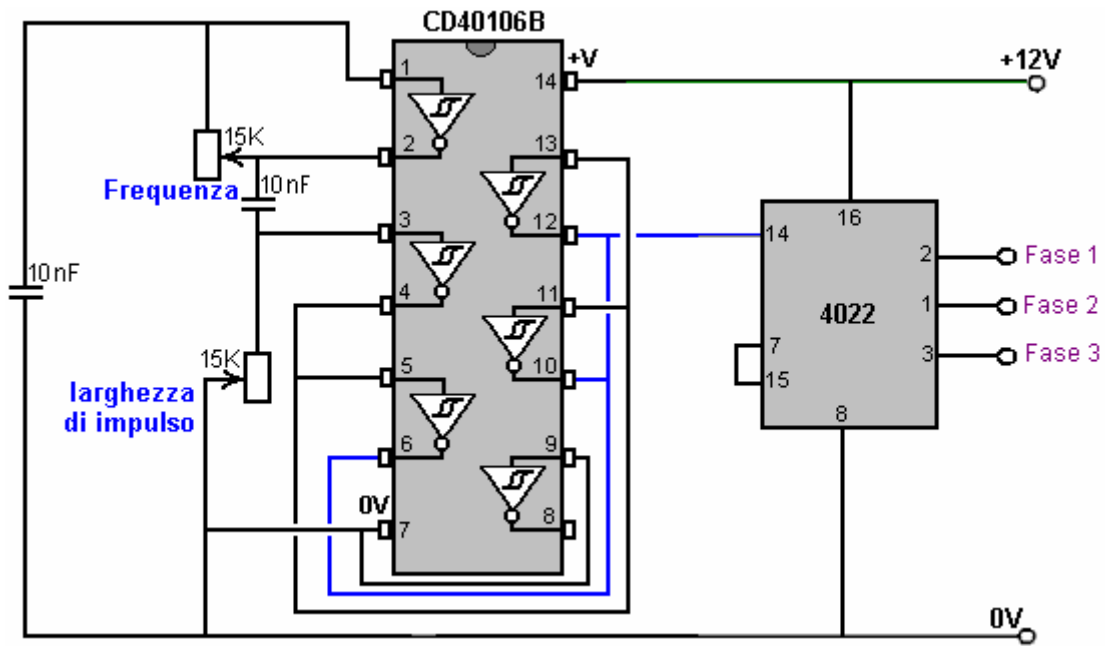 CD40106B
+V
+12V
1
14
15K
2
13
Frequenza
10nF
3
12
14
16
2
Fase 1
10nF
4
11
4022
1
Fase 2
15K
5
10
7
3
Fase 3
15
larghezza
di impulso
6
9
8
0V
7
8
0V